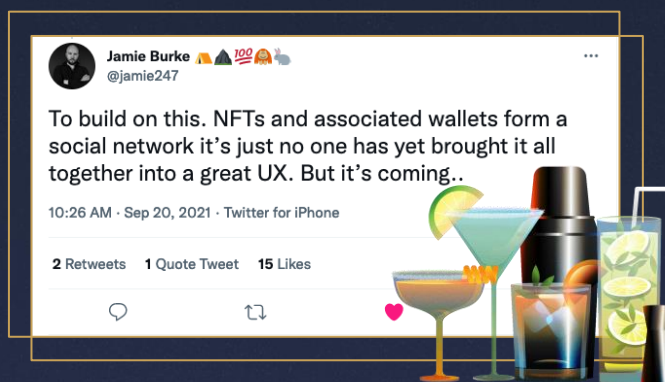 Jamie Burke ⛺⛰️💯🦧🐇
@jamie247
To build on this. NFTs and associated wallets form a
social network it's just no one has yet brought it all
together into a great UX. But it's coming..
10:26 AM · Sep 20, 2021 · Twitter for iPhone
2 Retweets 1 Quote Tweet 15 Likes